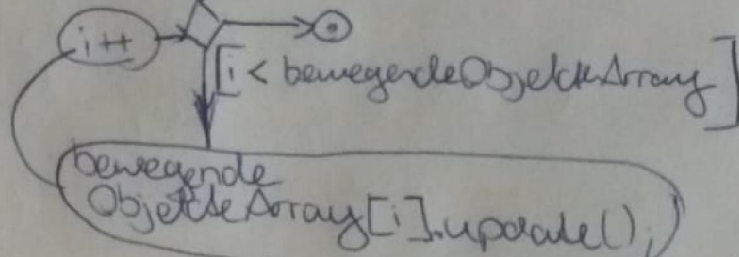 i++
[i < bewegendeObjekteArray]
bewegende
ObjekteArray[i].update();